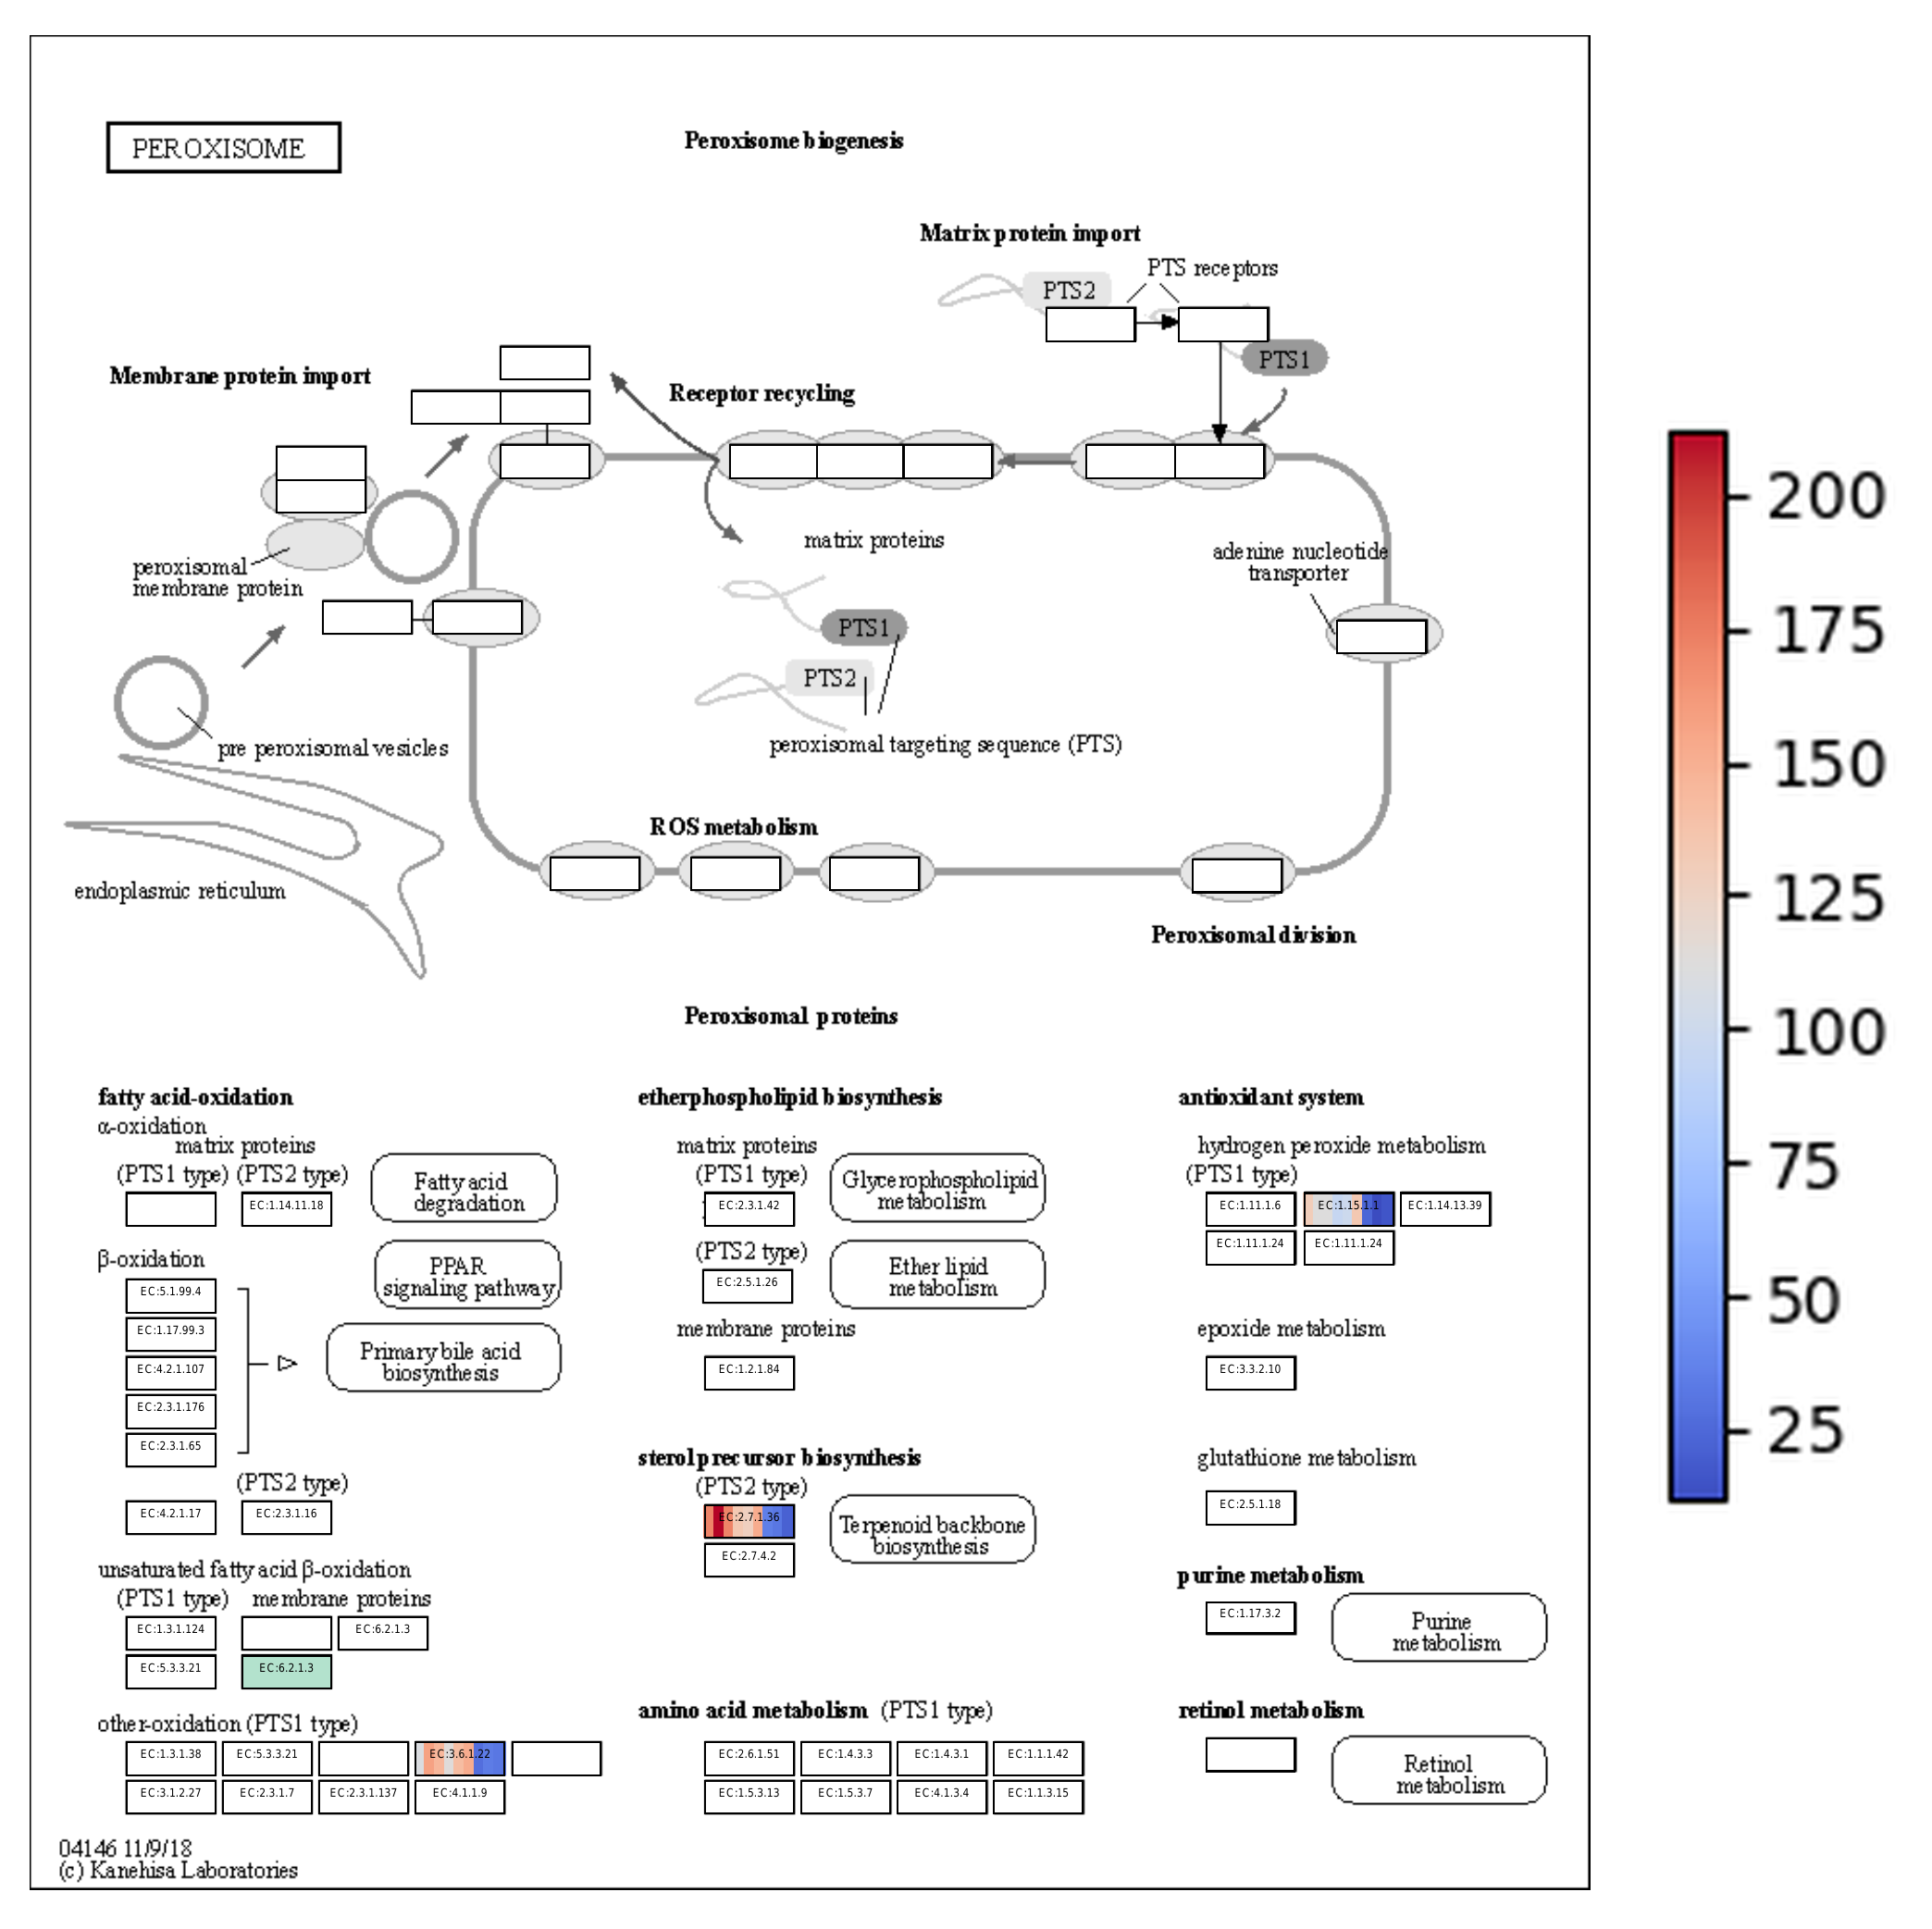 PEROXISOME
Peroxisome biogenesis
Matrix protein import
PTS receptors
PTS2
PTS1
Membrane protein import
Receptor recycling
matrix proteins
adenine nucleotide
transporter
peroxisomal
membrane protein
PTS1
PTS2
peroxisomal targeting sequence (PTS)
pre peroxisomal vesicles
ROS metabolism
endoplasmic reticulum
Peroxisomal division
Peroxisomal proteins
fatty acid-oxidation
α-oxidation
matrix proteins
(PTS1 type) (PTS2 type)
EC:1.14.11.18
Fatty acid
degradation
β-oxidation
PPAR
signaling pathway
EC:5.1.99.4
EC:1.17.99.3
EC:4.2.1.107
EC:2.3.1.176
EC:2.3.1.65
Primary bile acid
biosynthesis
(PTS2 type)
EC:4.2.1.17 EC:2.3.1.16
unsaturated fatty acid β-oxidation
(PTS1 type) membrane proteins
EC:1.3.1.124 EC:6.2.1.3
EC:5.3.3.21 EC:6.2.1.3
other-oxidation (PTS1 type)
EC:1.3.1.38 EC:5.3.3.21 EC:3.6.1.22
EC:3.1.2.27 EC:2.3.1.7 EC:2.3.1.137 EC:4.1.1.9
etherphospholipid biosynthesis
matrix proteins
(PTS1 type)
EC:2.3.1.42
Glycerophospholipid
metabolism
(PTS2 type)
EC:2.5.1.26
Ether lipid
metabolism
membrane proteins
EC:1.2.1.84
sterol precursor biosynthesis
(PTS2 type)
EC:2.7.1.36
EC:2.7.4.2
Terpenoid backbone
biosynthesis
amino acid metabolism (PTS1 type)
EC:2.6.1.51 EC:1.4.3.3 EC:1.4.3.1 EC:1.1.1.42
EC:1.5.3.13 EC:1.5.3.7 EC:4.1.3.4 EC:1.1.3.15
antioxidant system
hydrogen peroxide metabolism
(PTS1 type)
EC:1.11.1.6 EC:1.15.1.1 EC:1.14.13.39
EC:1.11.1.24 EC:1.11.1.24
epoxide metabolism
EC:3.3.2.10
glutathione metabolism
EC:2.5.1.18
purine metabolism
EC:1.17.3.2
Purine
metabolism
retinol metabolism
Retinol
metabolism
04146 11/9/18
(c) Kanehisa Laboratories
200
175
150
125
100
75
50
25